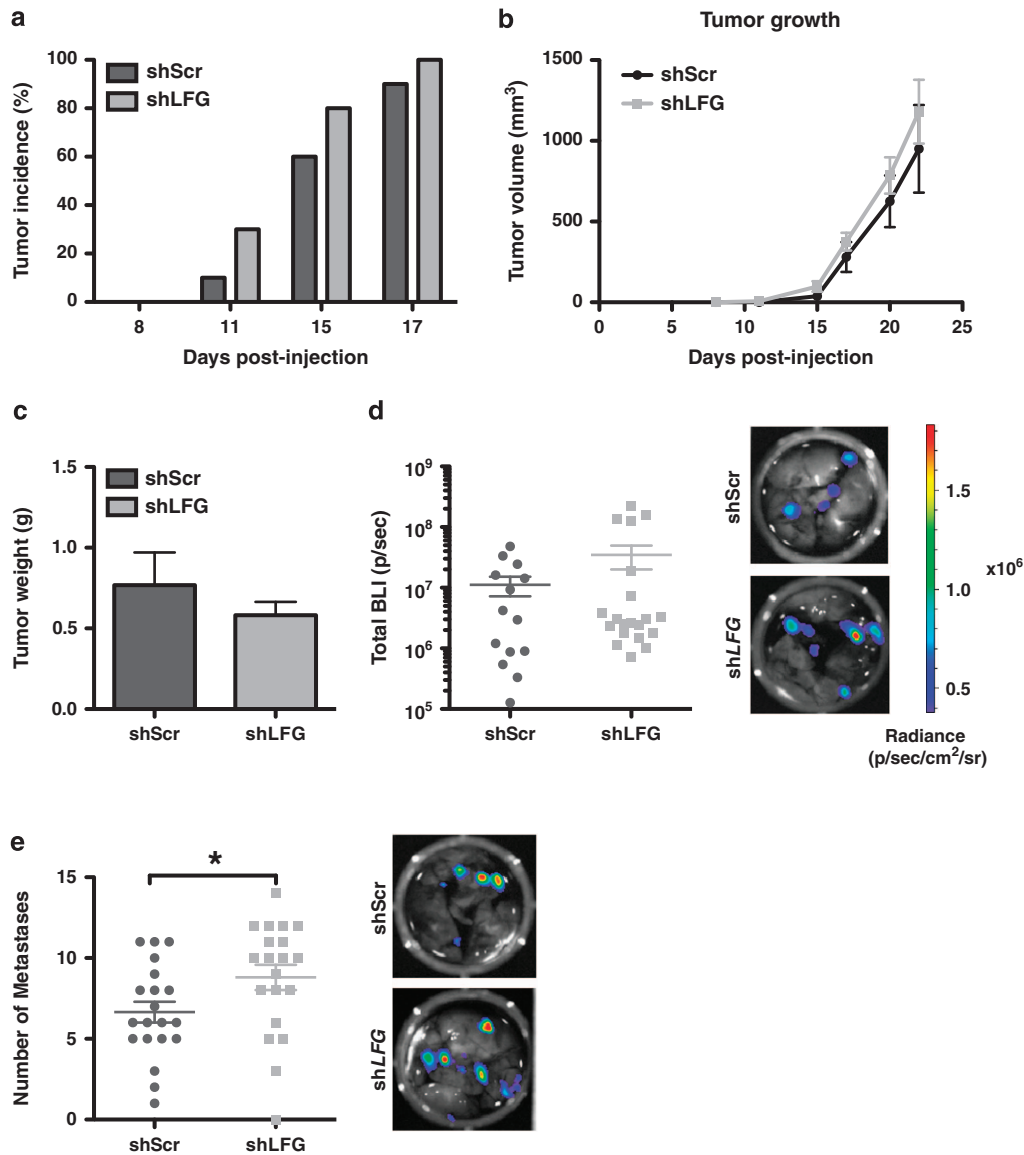 a
Tumor incidence (%)
100
80
60
40
20
0
shScr
shLFG
8 11 15 17
Days post-injection
b
Tumor growth
Tumor volume (mm³)
1500
1000
500
0
shScr
shLFG
0 5 10 15 20 25
Days post-injection
c
Tumor weight (g)
1.5
1.0
0.5
0.0
shScr
shLFG
shScr shLFG
d
Total BLI (p/sec)
10⁹
10⁸
10⁷
10⁶
10⁵
shScr shLFG
shScr
shLFG
1.5
1.0
0.5
x10⁶
Radiance
(p/sec/cm²/sr)
e
Number of Metastases
15
10
5
0
*
shScr shLFG
shScr
shLFG